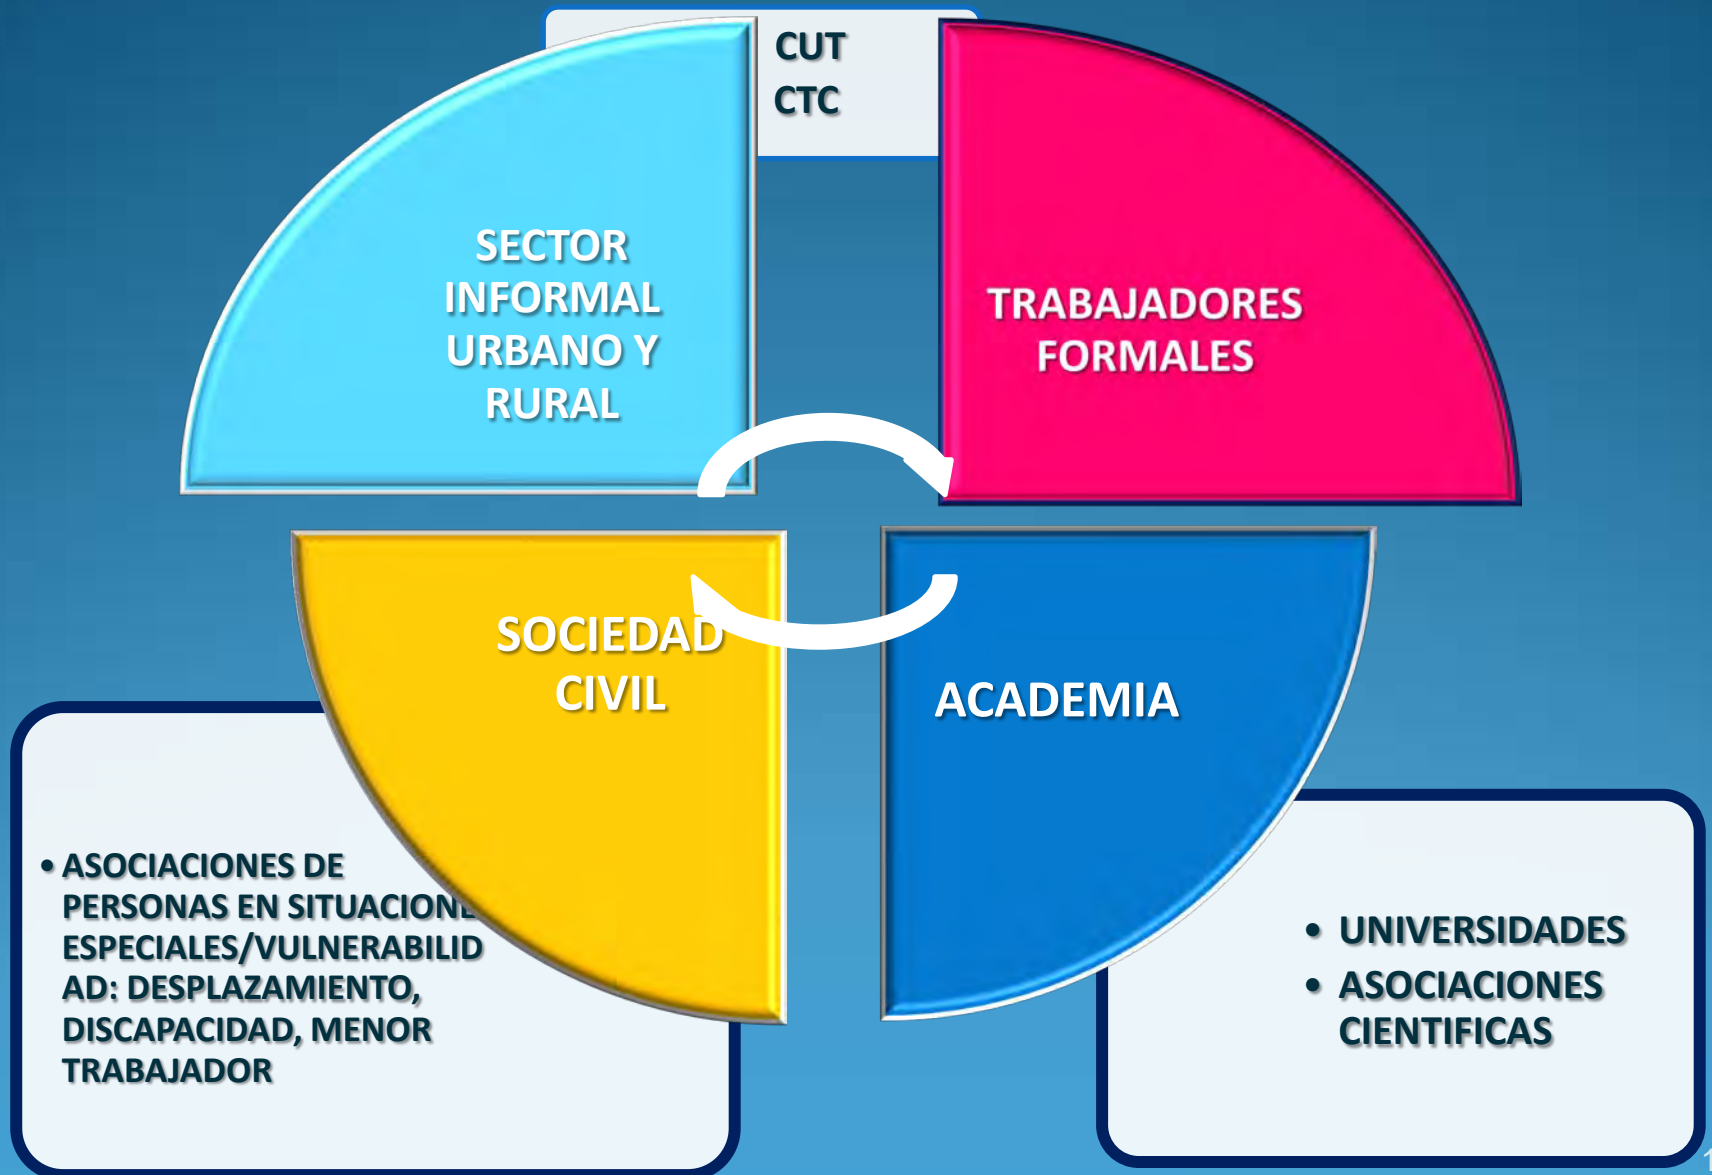 CUT
CTC
SECTOR
INFORMAL
URBANO Y
RURAL
TRABAJADORES
FORMALES
SOCIEDAD
CIVIL
ACADEMIA
• ASOCIACIONES DE
PERSONAS EN SITUACIONE
ESPECIALES/VULNERABILID
AD: DESPLAZAMIENTO,
DISCAPACIDAD, MENOR
TRABAJADOR
• UNIVERSIDADES
• ASOCIACIONES
CIENTIFICAS